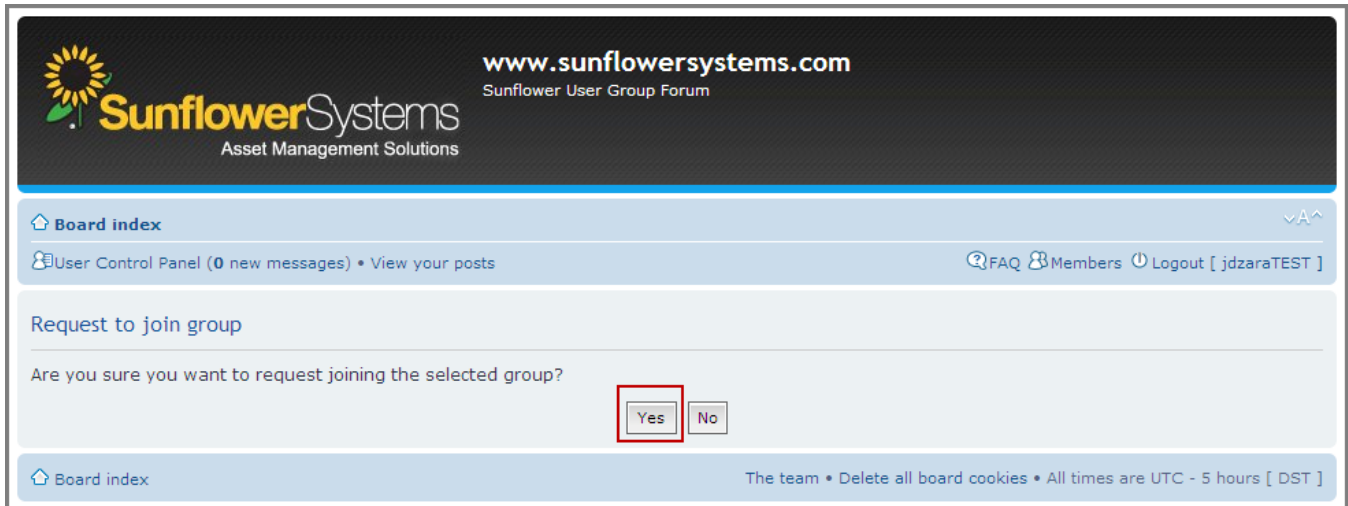 SunflowerSystems
Asset Management Solutions
www.sunflowersystems.com
Sunflower User Group Forum
Board index
A
User Control Panel (0 new messages) • View your posts
FAQ Members Logout [ jdzaraTEST ]
Request to join group
Are you sure you want to request joining the selected group?
Yes No
Board index
The team • Delete all board cookies • All times are UTC - 5 hours [ DST ]